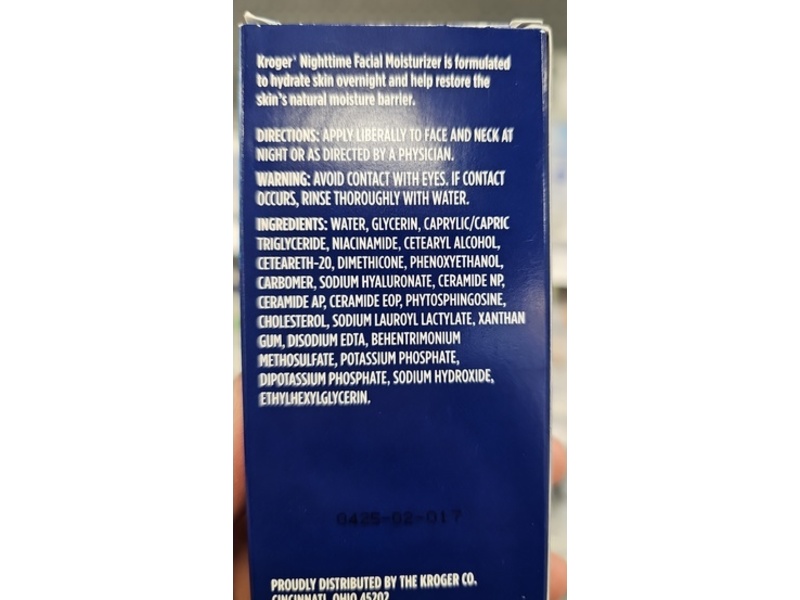 Kroger® Nighttime Facial Moisturizer is formulated
to hydrate skin overnight and help restore the
skin's natural moisture barrier.
DIRECTIONS: APPLY LIBERALLY TO FACE AND NECK AT
NIGHT OR AS DIRECTED BY A PHYSICIAN.
WARNING: AVOID CONTACT WITH EYES. IF CONTACT
OCCURS, RINSE THOROUGHLY WITH WATER.
INGREDIENTS: WATER, GLYCERIN, CAPRYLIC/CAPRIC
TRIGLYCERIDE, NIACINAMIDE, CETEARYL ALCOHOL,
CETEARETH-20, DIMETHICONE, PHENOXYETHANOL,
CARBOMER, SODIUM HYALURONATE, CERAMIDE NP,
CERAMIDE AP, CERAMIDE EOP, PHYTOSPHINGOSINE,
CHOLESTEROL, SODIUM LAUROYL LACTYLATE, XANTHAN
GUM, DISODIUM EDTA, BEHENTRIMONIUM
METHOSULFATE, POTASSIUM PHOSPHATE,
DIPOTASSIUM PHOSPHATE, SODIUM HYDROXIDE,
ETHYLHEXYLGLYCERIN.
PROUDLY DISTRIBUTED BY THE KROGER CO.
CINCINNATI, OHIO 45202